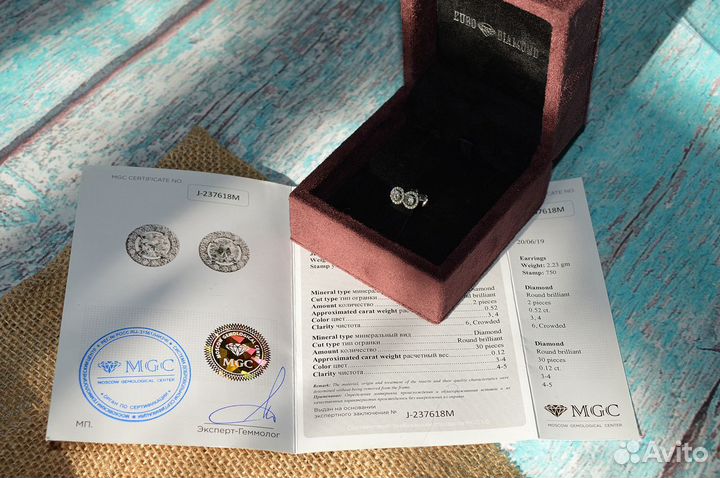 EURO DIAMOND
MGC CERTIFICATE NO
J-237618M
MGC
MOSCOW GEMOLOGICAL CENTER
ОРГАН ПО СЕРТИФИКАЦИИ
МП.
MGC
Эксперт-Геммолог
Mineral type минеральный Diamond
Cut type тип огранки Round brilliant
Amount количество 2 pieces
Approximated carat weight расчетный вес 0.52
Color цвет 3, 4
Clarity чистота 6, Crowded
Mineral type минеральный вид Diamond
Cut type тип огранки Round brilliant
Amount количество 30 pieces
Approximated carat weight расчетный вес 0.12
Color цвет 3-4
Clarity чистота 4-5
Выдан на основании
экспертного заключения № J-237618M
20/06/19
Earrings
Weight: 2.23 gm
Stamp: 750
Diamond
Round brilliant
2 pieces
0.52 ct.
3, 4
6, Crowded
Diamond
Round brilliant
30 pieces
0.12 ct.
3-4
4-5
MGC
MOSCOW GEMOLOGICAL CENTER
Avito